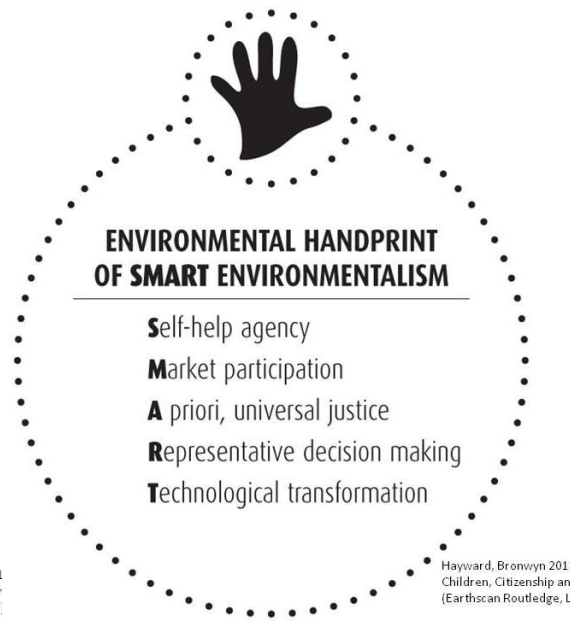 ENVIRONMENTAL HANDPRINT
OF SMART ENVIRONMENTALISM
Self-help agency
Market participation
A priori, universal justice
Representative decision making
Technological transformation
Hayward, Bronwyn
Children, Citizenship
(Earthscan Routledge,